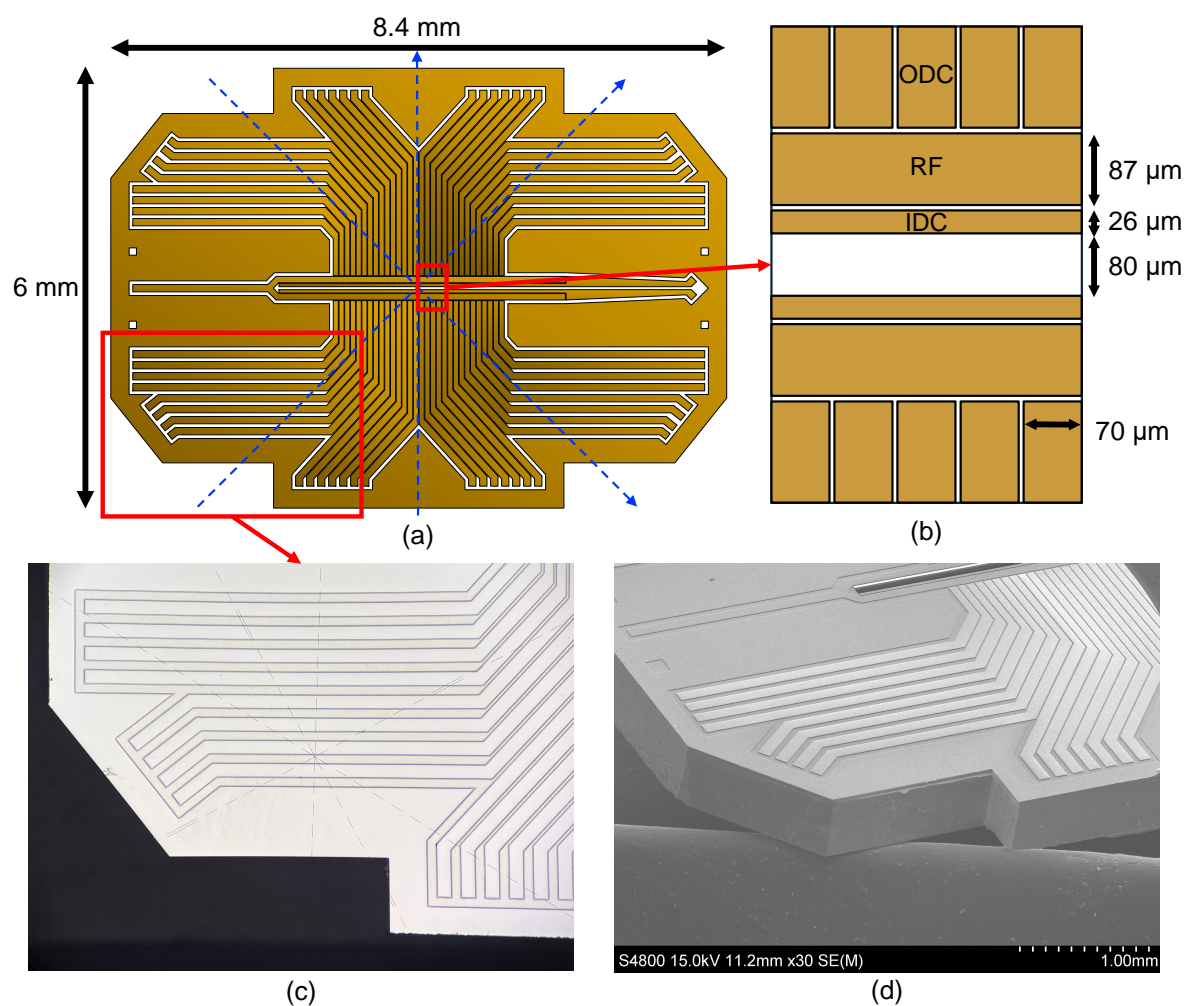 8.4 mm
6 mm
(a)
ODC
RF
IDC
87 µm
26 µm
80 µm
70 µm
(b)
(c)
S4800 15.0kV 11.2mm x30 SE(M)
1.00mm
(d)